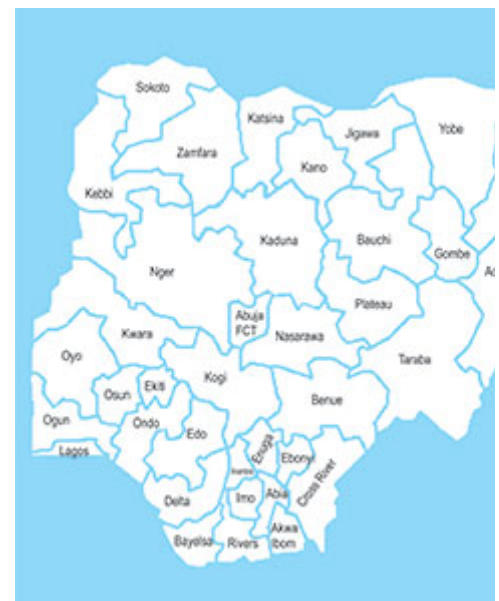 Sokoto
Katsina
Jigawa
Yobe
Zamfara
Kano
Kebbi
Kaduna
Bauchi
Gombe
Nger
Plateau
Abuja
FCT
Nasarawa
Kwara
Oyo
Taraba
Kogi
Osun
Ekiti
Benue
Ogun
Ondo
Edo
Lagos
Enugu
Ebonyi
Cross River
Delta
Imo
Abia
Akwa
Ibom
Bayelsa
Rivers